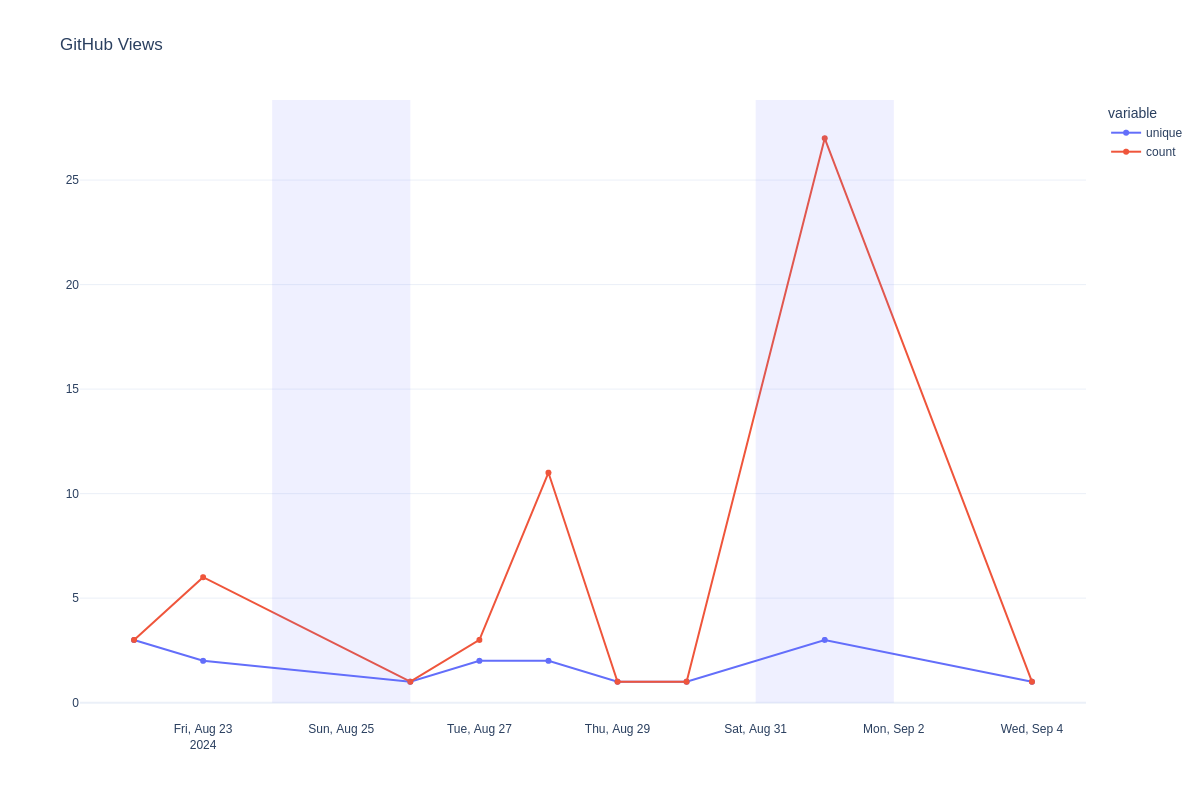 GitHub Views
variable
unique
count
25
20
15
10
5
0
Fri, Aug 23
2024
Sun, Aug 25
Tue, Aug 27
Thu, Aug 29
Sat, Aug 31
Mon, Sep 2
Wed, Sep 4